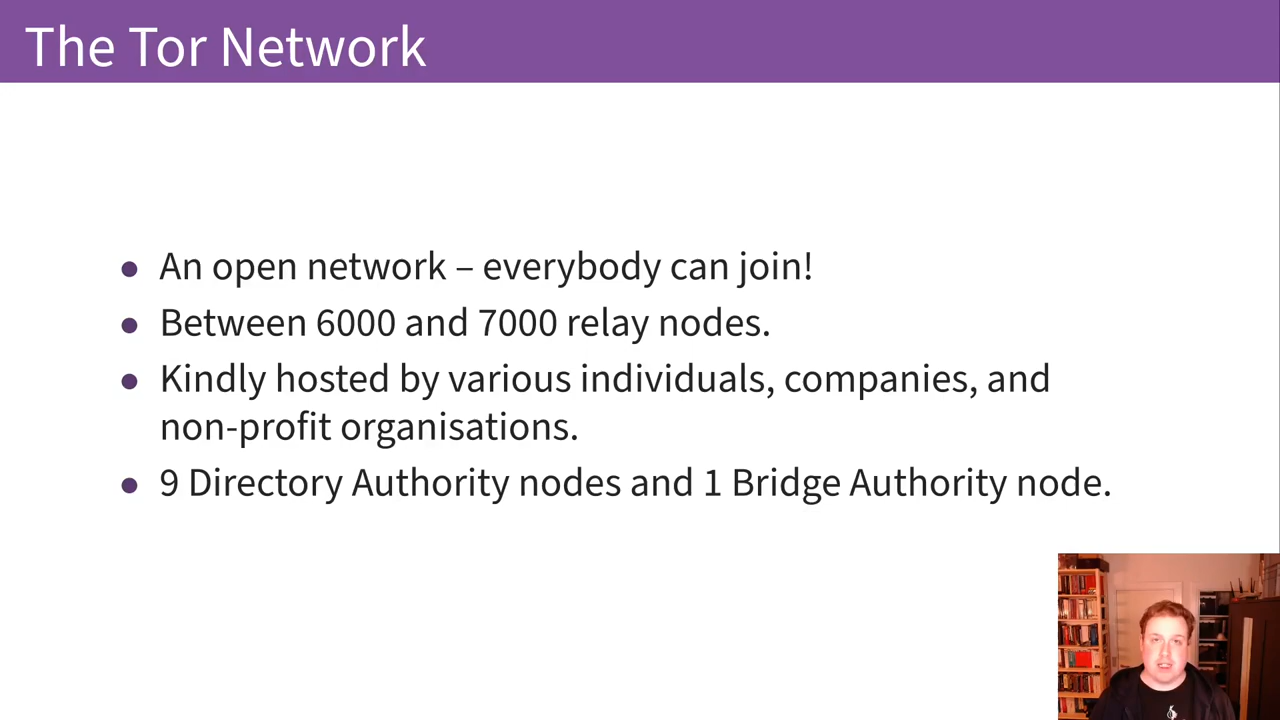 The Tor Network
● An open network – everybody can join!
● Between 6000 and 7000 relay nodes.
● Kindly hosted by various individuals, companies, and
non-profit organisations.
● 9 Directory Authority nodes and 1 Bridge Authority node.